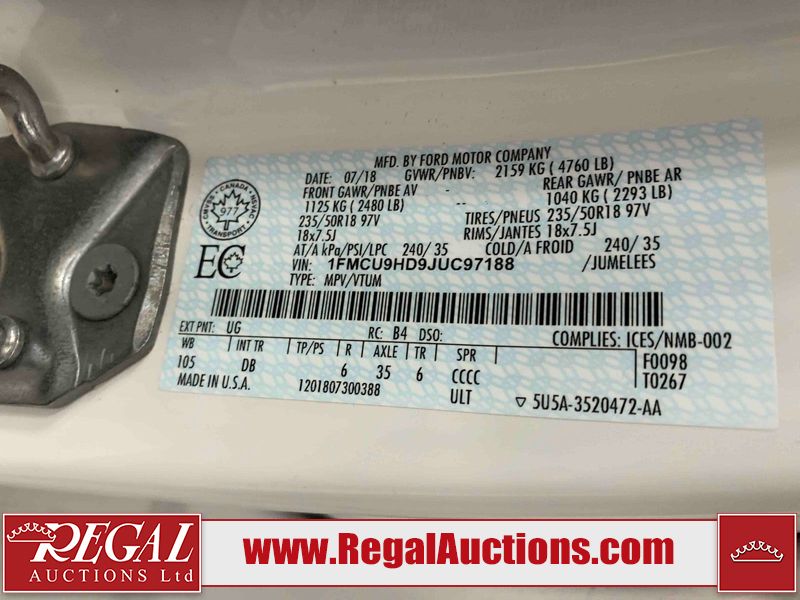 MFD. BY FORD MOTOR COMPANY
DATE: 07/18 GVWR/PNBV: 2159 KG ( 4760 LB)
FRONT GAWR/PNBE AV - REAR GAWR/ PNBE AR
1125 KG ( 2480 LB) -- 1040 KG ( 2293 LB)
235/50R18 97V TIRES/PNEUS 235/50R18 97V
18x7.5J RIMS/JANTES 18x7.5J
AT/A kPa/PSI/LPC 240/ 35 COLD/A FROID 240/ 35
VIN: 1FMCU9HD9JUC97188 /JUMELEES
TYPE: MPV/VTUM
CANADA
977
TRANSPORT
EC
EXT PNT: UG RC: B4 DSO: COMPLIES: ICES/NMB-002
WB INT TR TP/PS R AXLE TR SPR F0098
105 DB 6 35 6 CCCC T0267
MADE IN U.S.A. 1201807300388 ULT ▽ 5U5A-3520472-AA
REGAL
AUCTIONS Ltd
www.RegalAuctions.com